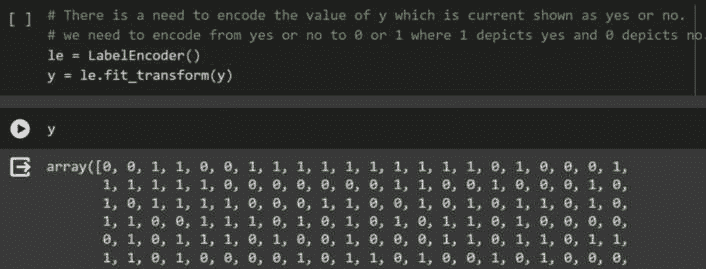 [ ] # There is a need to encode the value of y which is current shown as yes or no.
# we need to encode from yes or no to 0 or 1 where 1 depicts yes and 0 depicts no.
le = LabelEncoder()
y = le.fit_transform(y)
y
array([0, 0, 1, 1, 0, 0, 1, 1, 1, 1, 1, 1, 1, 1, 1, 1, 0, 1, 0, 0, 0, 1,
1, 1, 1, 1, 1, 0, 0, 0, 0, 0, 0, 0, 1, 1, 0, 0, 1, 0, 0, 0, 1, 0,
1, 0, 1, 1, 1, 1, 0, 0, 0, 1, 1, 0, 0, 1, 0, 1, 0, 1, 1, 0, 1, 0,
1, 1, 0, 0, 1, 1, 1, 0, 1, 0, 1, 0, 1, 0, 1, 1, 0, 1, 0, 0, 0, 0,
0, 1, 0, 1, 1, 1, 0, 1, 0, 0, 1, 0, 0, 0, 1, 1, 0, 1, 1, 0, 1, 1,
1, 1, 0, 1, 0, 0, 0, 0, 1, 0, 1, 1, 0, 1, 0, 0, 1, 0, 1, 0, 0, 0,